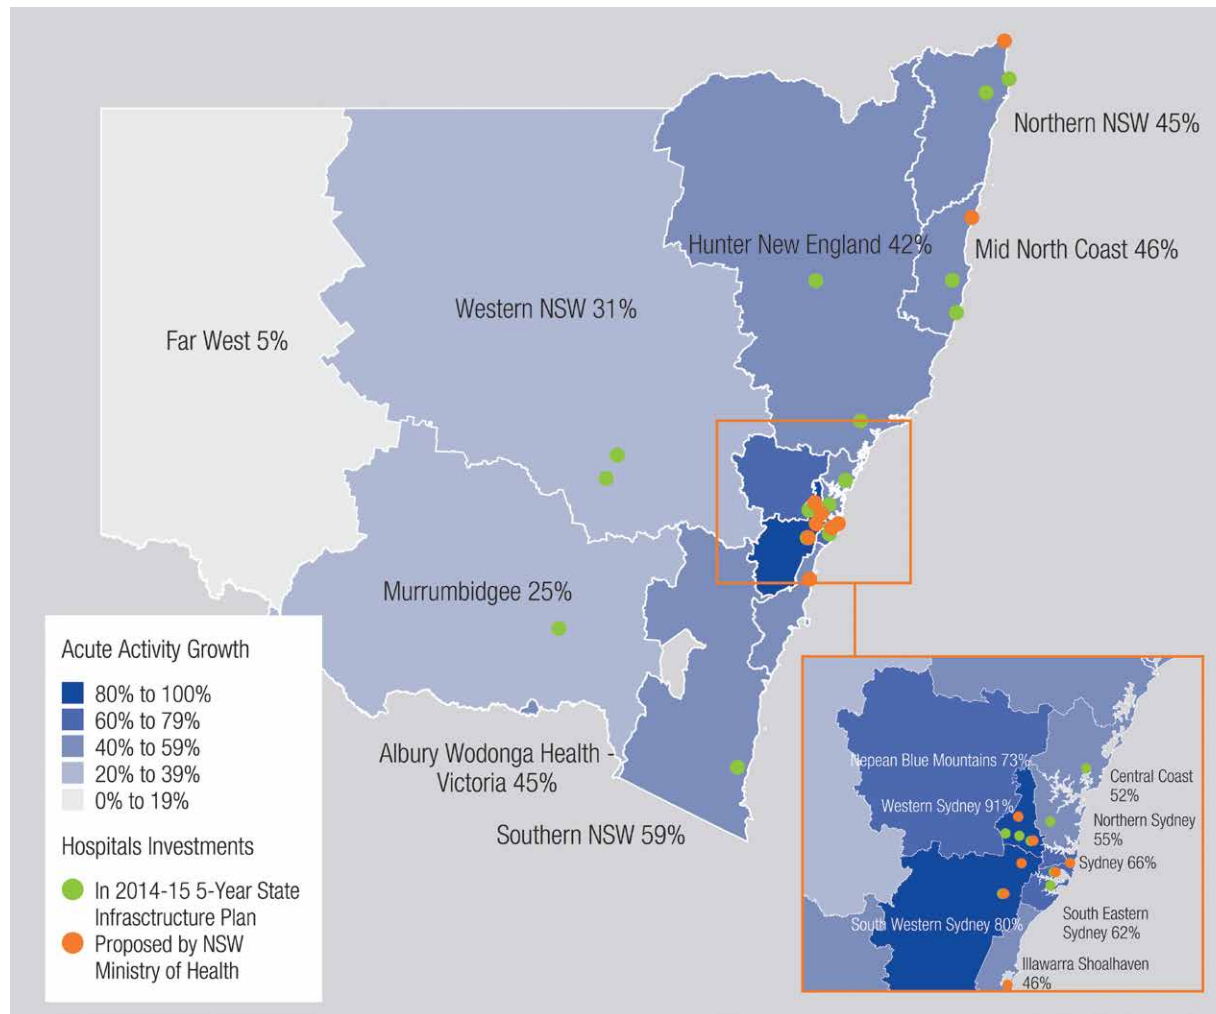 Northern NSW 45%
Hunter New England 42%
Mid North Coast 46%
Western NSW 31%
Far West 5%
Murrumbidgee 25%
Albury Wodonga Health -
Victoria 45%
Southern NSW 59%
Acute Activity Growth
80% to 100%
60% to 79%
40% to 59%
20% to 39%
0% to 19%
Hospitals Investments
In 2014-15 5-Year State
Infrasctructure Plan
Proposed by NSW
Ministry of Health
Nepean Blue Mountains 73%
Central Coast
52%
Western Sydney 91%
Northern Sydney
55%
Sydney 66%
South Eastern
Sydney 62%
South Western Sydney 80%
Illawarra Shoalhaven
46%